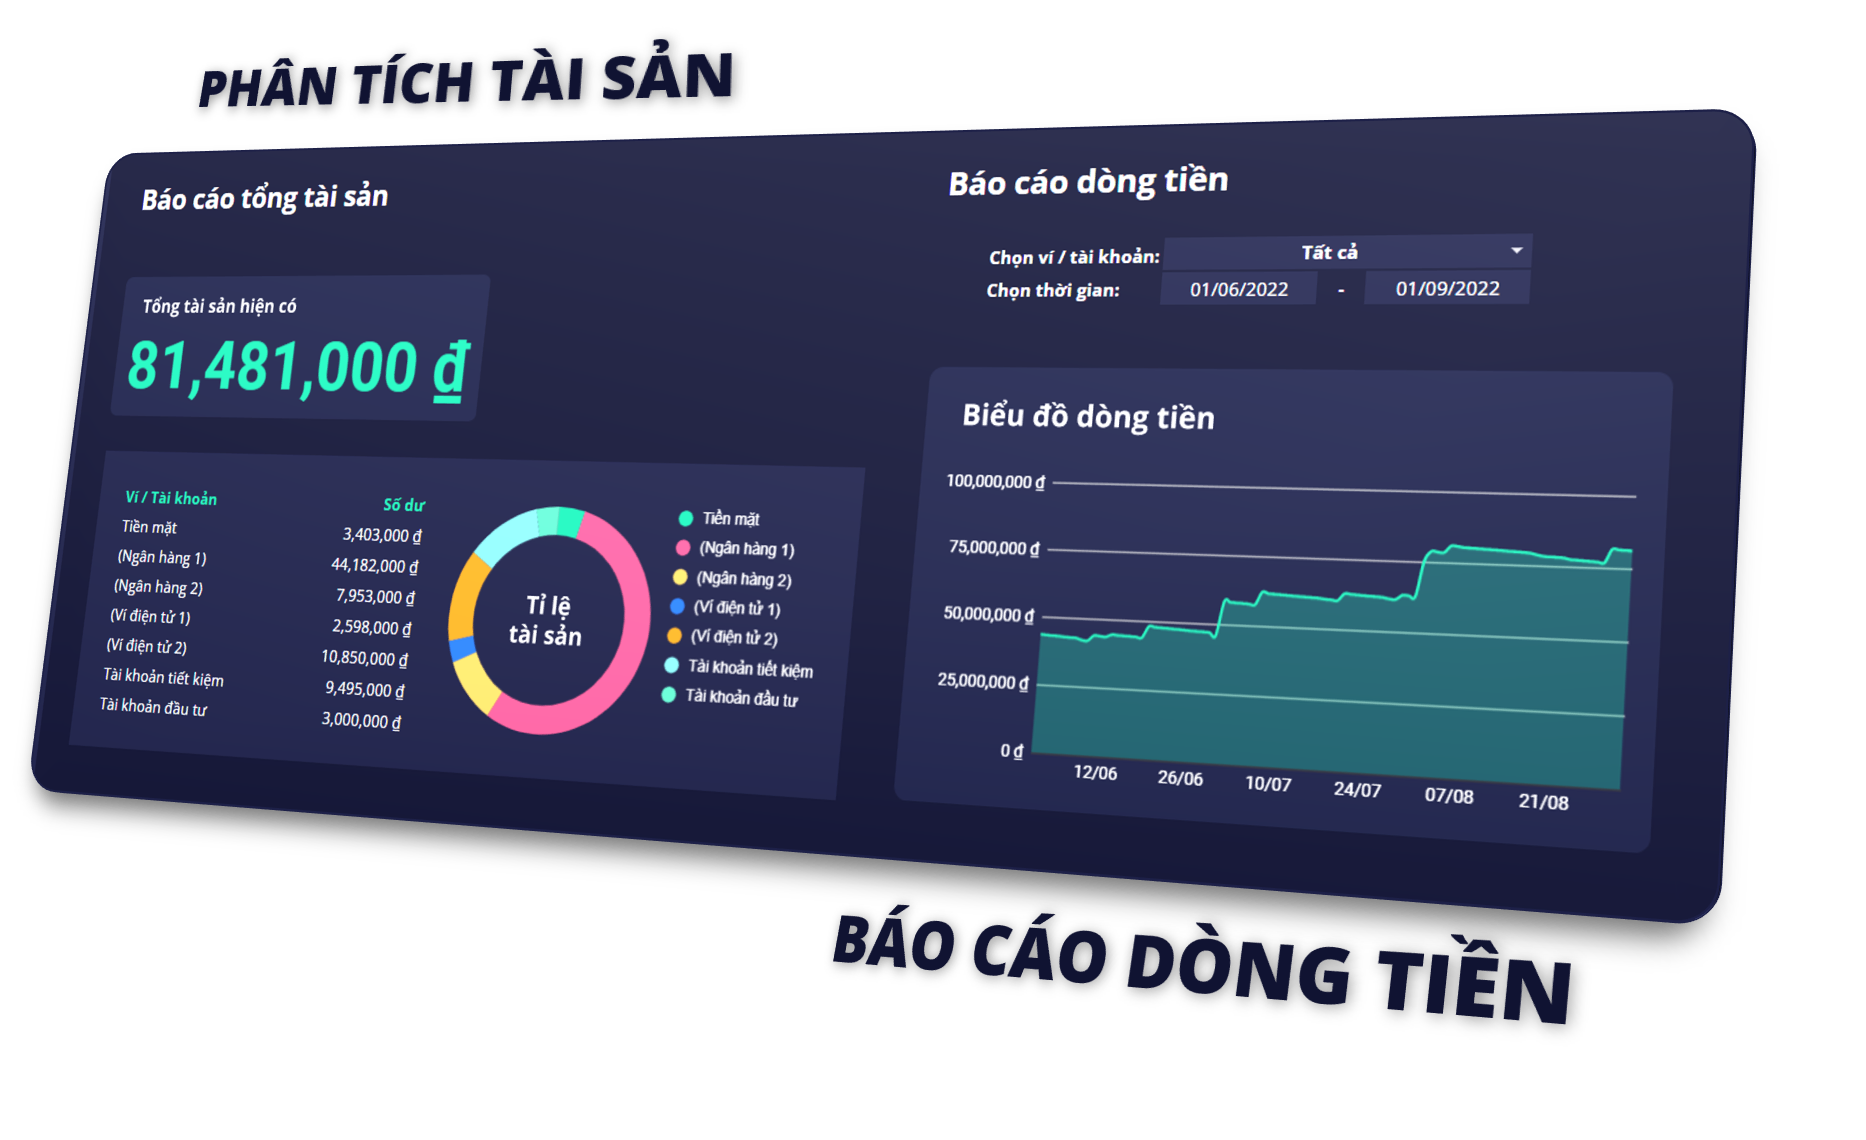 PHÂN TÍCH TÀI SẢN
Báo cáo tổng tài sản
Tổng tài sản hiện có
81,481,000 ₫
Ví / Tài khoản Số dư
Tiền mặt 3,403,000 ₫
(Ngân hàng 1) 44,182,000 ₫
(Ngân hàng 2) 7,953,000 ₫
(Ví điện tử 1) 2,598,000 ₫
(Ví điện tử 2) 10,850,000 ₫
Tài khoản tiết kiệm 9,495,000 ₫
Tài khoản đầu tư 3,000,000 ₫
Tỉ lệ
tài sản
Tiền mặt
(Ngân hàng 1)
(Ngân hàng 2)
(Ví điện tử 1)
(Ví điện tử 2)
Tài khoản tiết kiệm
Tài khoản đầu tư
Báo cáo dòng tiền
Chọn ví / tài khoản: Tất cả
Chọn thời gian: 01/06/2022 - 01/09/2022
Biểu đồ dòng tiền
100,000,000 ₫
75,000,000 ₫
50,000,000 ₫
25,000,000 ₫
0 ₫
12/06 26/06 10/07 24/07 07/08 21/08
BÁO CÁO DÒNG TIỀN